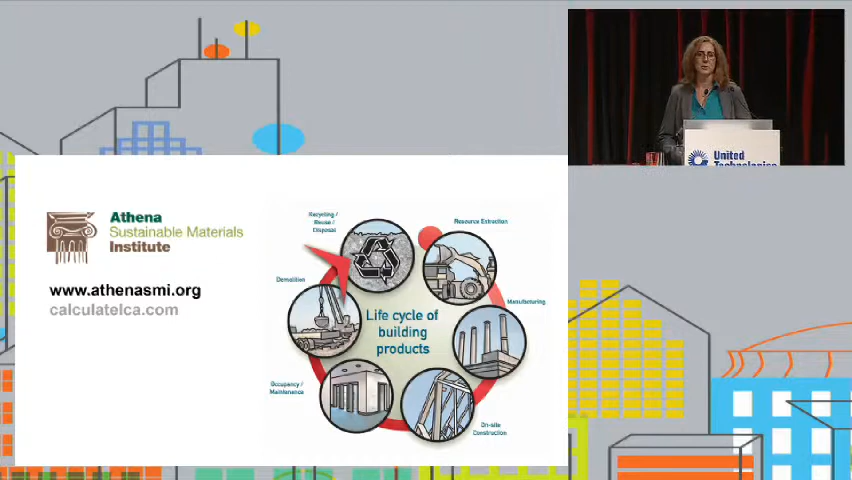 United
Technologies
Athena
Sustainable Materials
Institute
www.athenasmi.org
calculatelca.com
Recycling /
Reuse /
Disposal
Resource Extraction
Demolition
Manufacturing
Life cycle of
building
products
Occupancy /
Maintenance
On-site
Construction